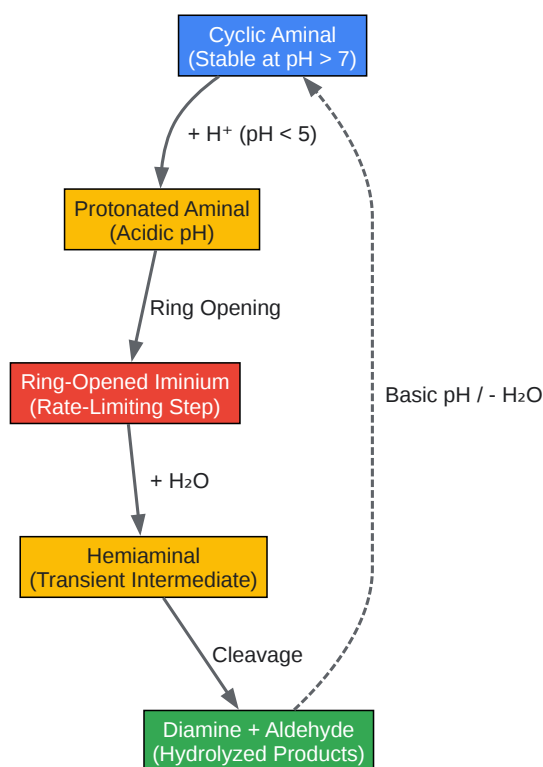 Cyclic Aminal
(Stable at pH > 7)
+ H⁺ (pH < 5)
Protonated Aminal
(Acidic pH)
Ring Opening
Ring-Opened Iminium
(Rate-Limiting Step)
Basic pH / - H₂O
+ H₂O
Hemiaminal
(Transient Intermediate)
Cleavage
Diamine + Aldehyde
(Hydrolyzed Products)